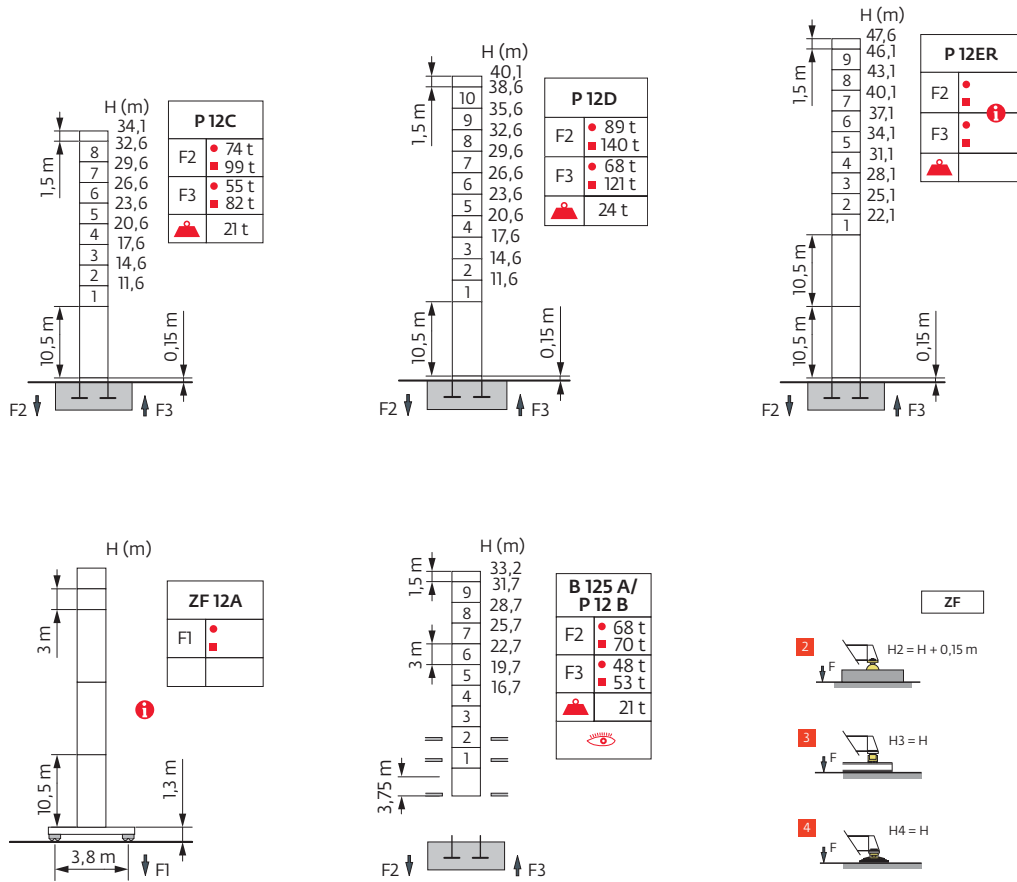 H (m)
34,1
32,6
29,6
26,6
23,6
20,6
17,6
14,6
11,6
8
7
6
5
4
3
2
1
1,5 m
10,5 m
0,15 m
F2
F3
P 12C
F2 74 t
99 t
F3 55 t
82 t
21 t
H (m)
40,1
38,6
35,6
32,6
29,6
26,6
23,6
20,6
17,6
14,6
11,6
10
9
8
7
6
5
4
3
2
1
1,5 m
10,5 m
0,15 m
F2
F3
P 12D
F2 89 t
140 t
F3 68 t
121 t
24 t
H (m)
47,6
46,1
43,1
40,1
37,1
34,1
31,1
28,1
25,1
22,1
9
8
7
6
5
4
3
2
1
1,5 m
10,5 m
10,5 m
0,15 m
F2
F3
P 12ER
F2
i
F3
H (m)
3 m
10,5 m
1,3 m
3,8 m
F1
i
ZF 12A
F1
H (m)
33,2
31,7
28,7
25,7
22,7
19,7
16,7
9
8
7
6
5
4
3
2
1
1,5 m
3 m
3,75 m
F2
F3
B 125 A/
P 12 B
F2 68 t
70 t
F3 48 t
53 t
21 t
ZF
2
F
H2 = H + 0,15 m
3
F
H3 = H
4
F
H4 = H